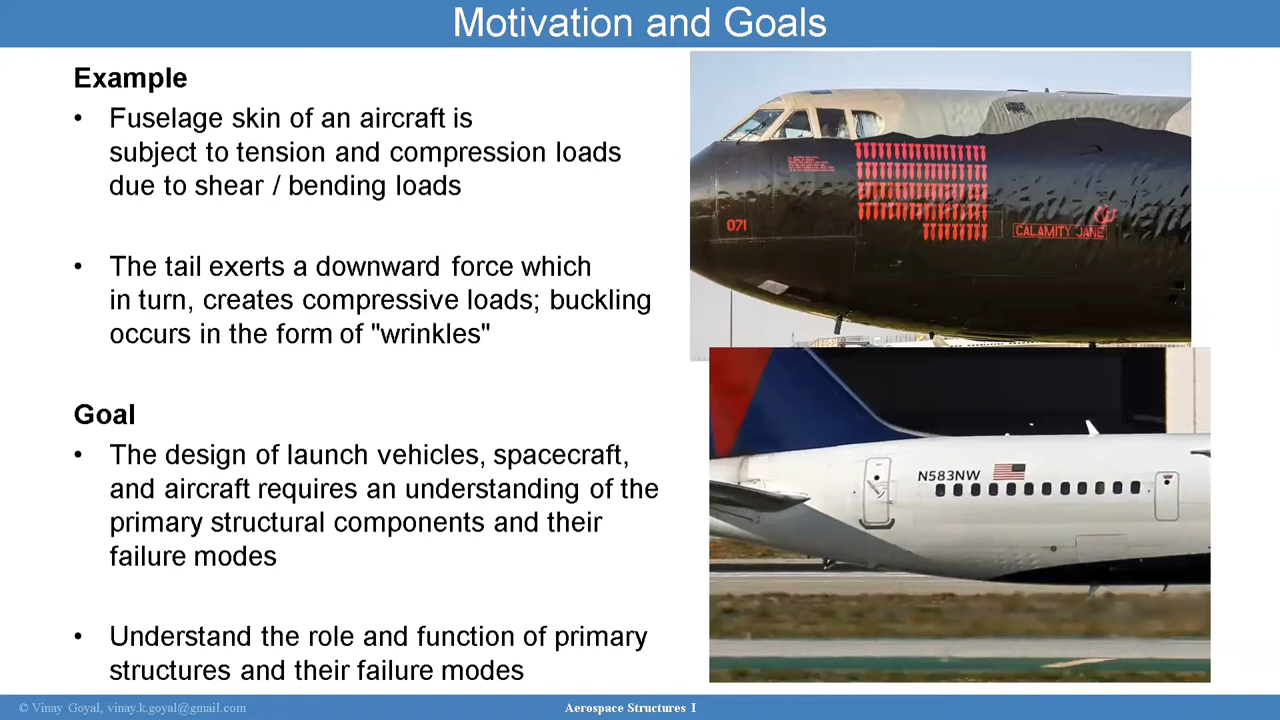 Motivation and Goals
Example
• Fuselage skin of an aircraft is
subject to tension and compression loads
due to shear / bending loads
• The tail exerts a downward force which
in turn, creates compressive loads; buckling
occurs in the form of "wrinkles"
Goal
• The design of launch vehicles, spacecraft,
and aircraft requires an understanding of the
primary structural components and their
failure modes
• Understand the role and function of primary
structures and their failure modes
071
CALAMITY JANE
N583NW
© Vinay Goyal, vinay.k.goyal@gmail.com
Aerospace Structures I